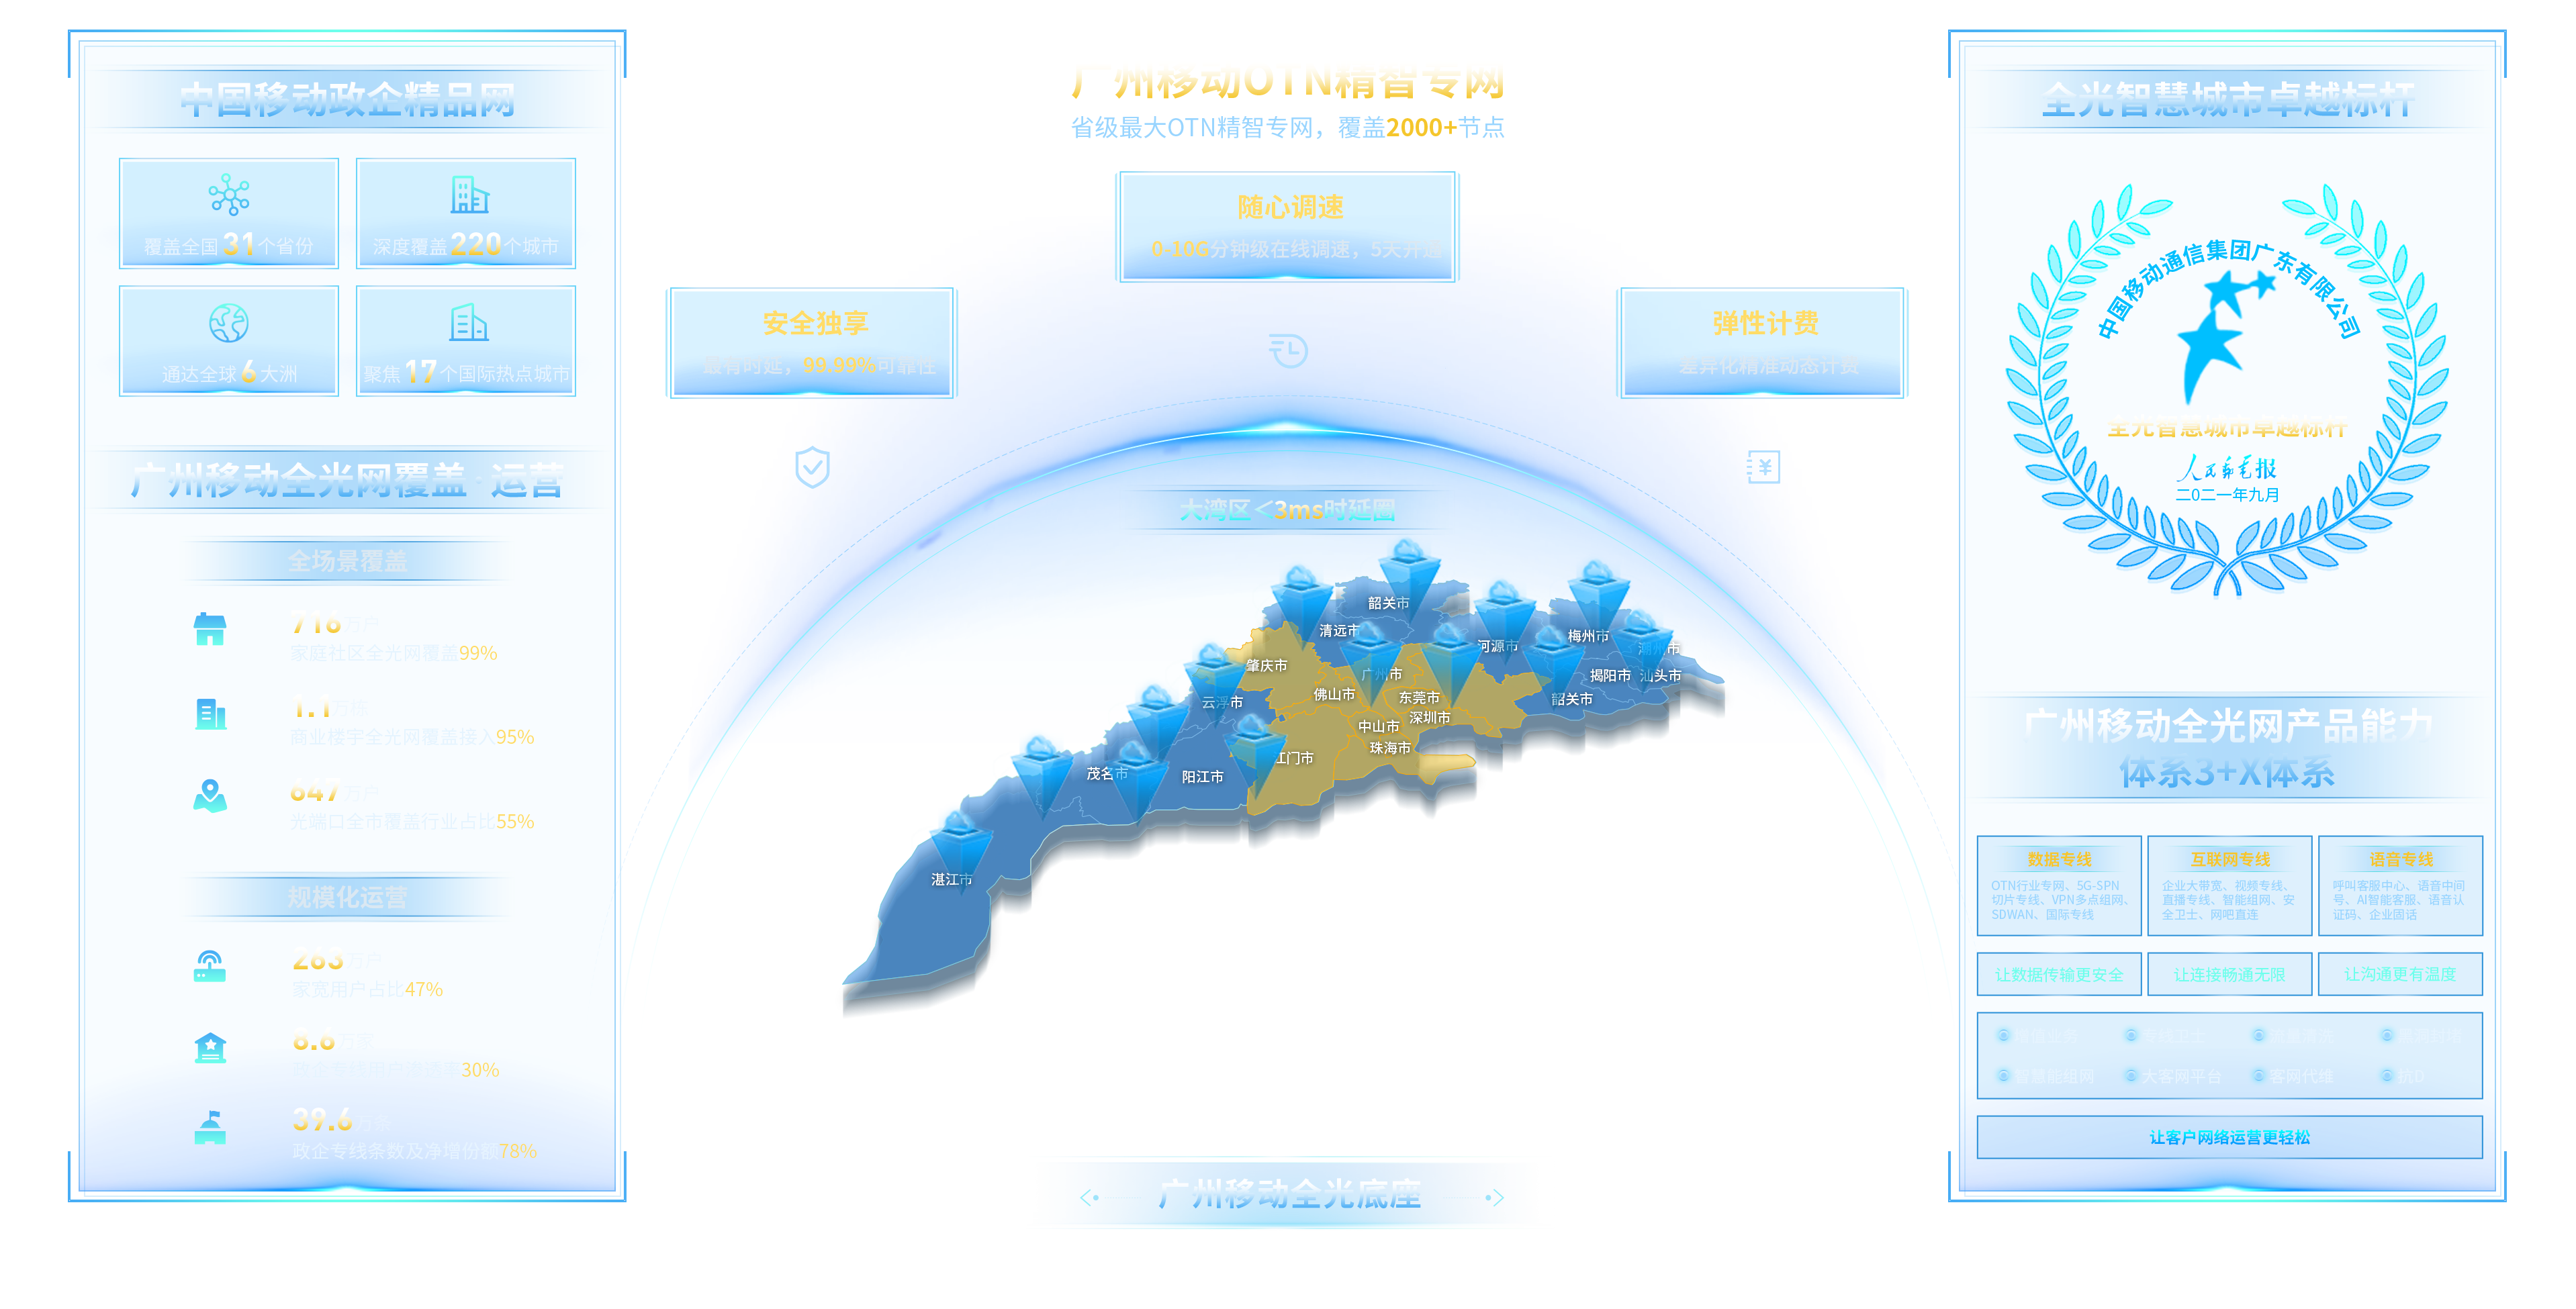 中国移动政企精品网
覆盖全国31个省份
深度覆盖220个城市
通达全球6大洲
聚焦17个国际热点城市
广州移动全光网覆盖·运营
全场景覆盖
716万户
家庭社区全光网覆盖99%
1.1万栋
商业楼宇全光网覆盖接入95%
647万户
光端口全市覆盖行业占比55%
规模化运营
263万户
家宽用户占比47%
8.6万家
30%
39.6
政企专线条数及净增份额78%
广州移动OTN精智专网
省级最大OTN精智专网，覆盖2000+节点
随心调速
0-10G分钟级在线调速，5天开通
安全独享
最有时延，99.99%可靠性
弹性计费
差异化精准动态计费
大湾区<3ms时延圈
韶关市
清远市
梅州市
河源市
潮州市
肇庆市
广州市
揭阳市
汕头市
佛山市
东莞市
韶关市
云浮市
深圳市
中山市
珠海市
江门市
茂名市
阳江市
湛江市
广州移动全光底座
全光智慧城市卓越标杆
中国移动通信集团广东有限公司
全光智慧城市卓越标杆
人民邮电报
二0二一年九月
广州移动全光网产品能力
体系3+X体系
数据专线
OTN行业专网、5G-SPN
切片专线、VPN多点组网、
SDWAN、国际专线
互联网专线
企业大带宽、视频专线、
直播专线、智能组网、安
全卫士、网吧直连
语音专线
呼叫客服中心、语音中间
号、AI智能客服、语音认
证码、企业固话
让数据传输更安全
让连接畅通无限
让沟通更有温度
大客网平台
客网代维
让客户网络运营更轻松